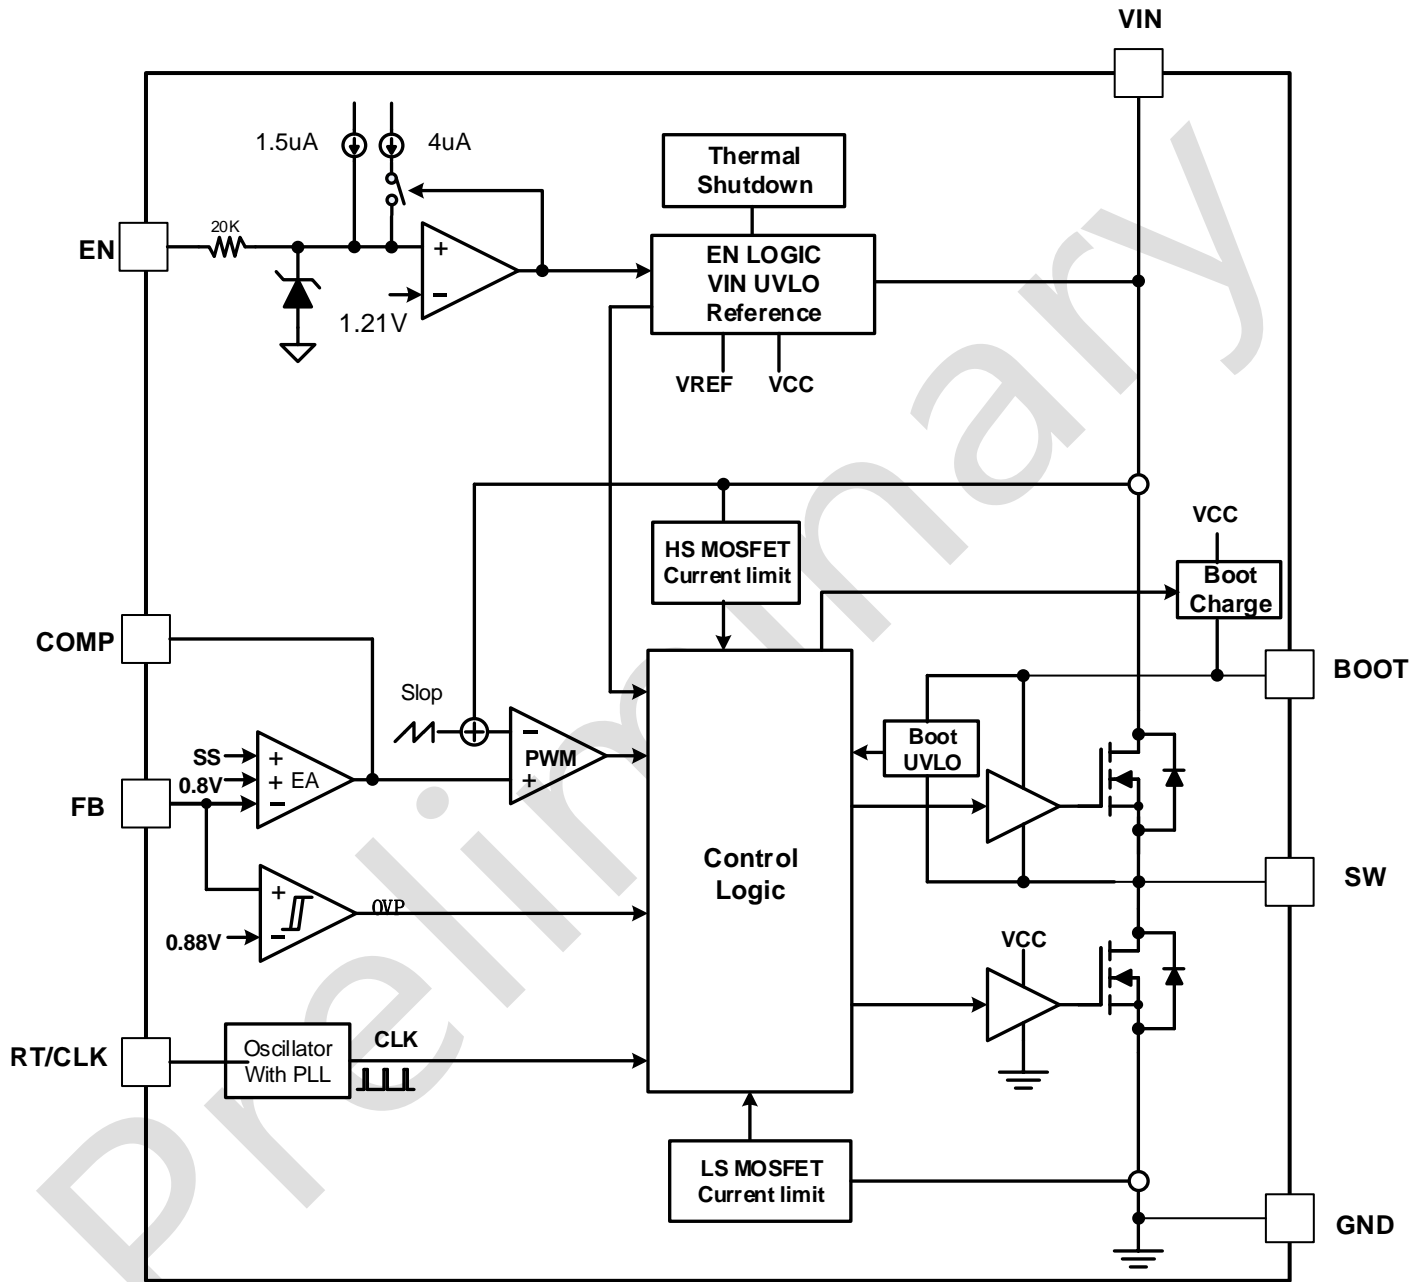 VIN
1.5uA
4uA
Thermal
Shutdown
20K
EN
+
-
1.21V
EN LOGIC
VIN UVLO
Reference
VREF
VCC
HS MOSFET
Current limit
VCC
Boot
Charge
COMP
BOOT
Slop
+
-
PWM
+
Boot
UVLO
SS
+
0.8V
+
EA
-
FB
Control
Logic
SW
+
OVP
0.88V
-
VCC
RT/CLK
Oscillator
With PLL
CLK
LS MOSFET
Current limit
GND
Preliminary